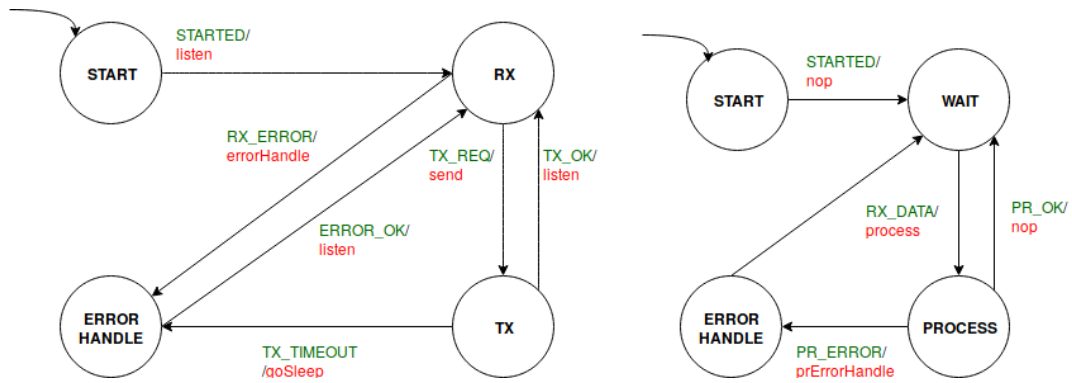 STARTED/
listen
START
RX
RX_ERROR/
errorHandle
TX_REQ/
send
TX_OK/
listen
ERROR_OK/
listen
ERROR
HANDLE
TX
TX_TIMEOUT
/goSleep
STARTED/
nop
START
WAIT
RX_DATA/
process
PR_OK/
nop
ERROR
HANDLE
PROCESS
PR_ERROR/
prErrorHandle